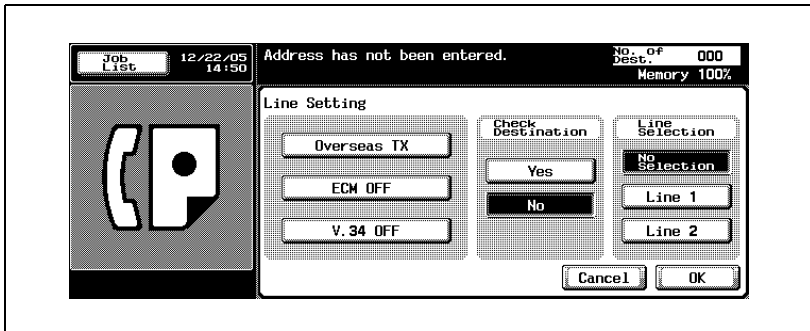 Job List
12/22/05
14:50
Address has not been entered.
No. Of Dest. 000
Memory 100%
Line Setting
Overseas TX
ECM OFF
V.34 OFF
Check Destination
Yes
No
Line Selection
No Selection
Line 1
Line 2
Cancel
OK